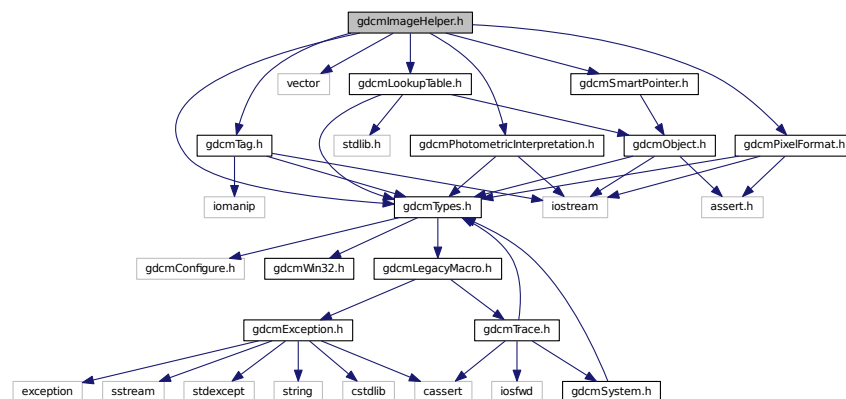 gdcmImageHelper.h
vector
gdcmLookupTable.h
gdcmSmartPointer.h
gdcmTag.h
stdlib.h
gdcmPhotometricInterpretation.h
gdcmObject.h
gdcmPixelFormat.h
iomanip
gdcmTypes.h
iostream
assert.h
gdcmConfigure.h
gdcmWin32.h
gdcmLegacyMacro.h
gdcmException.h
gdcmTrace.h
exception
sstream
stdexcept
string
cstdlib
cassert
iosfwd
gdcmSystem.h